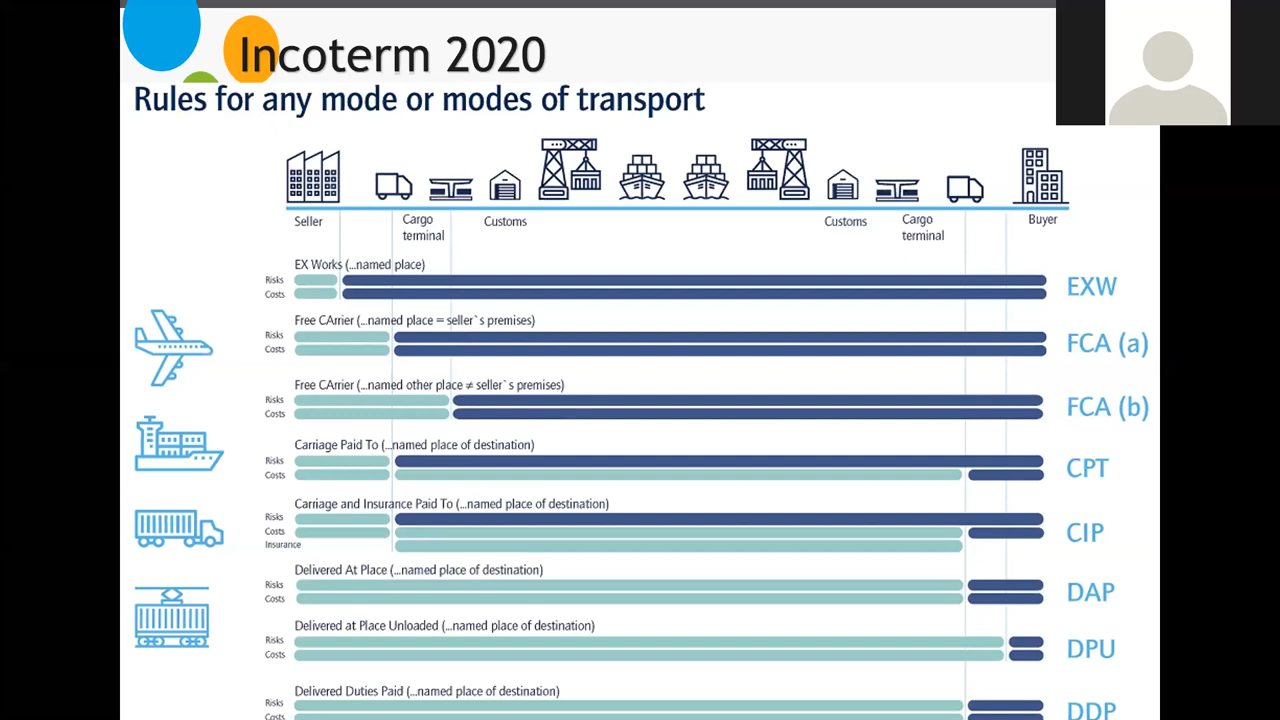 Incoterm 2020
Rules for any mode or modes of transport
Seller
Cargo
terminal
Customs
Customs
Cargo
terminal
Buyer
EX Works (...named place)
Risks
Costs
EXW
Free CArrier (...named place = seller`s premises)
Risks
Costs
FCA (a)
Free CArrier (...named other place ≠ seller`s premises)
Risks
Costs
FCA (b)
Carriage Paid To (...named place of destination)
Risks
Costs
CPT
Carriage and Insurance Paid To (...named place of destination)
Risks
Costs
Insurance
CIP
Delivered At Place (...named place of destination)
Risks
Costs
DAP
Delivered at Place Unloaded (...named place of destination)
Risks
Costs
DPU
Delivered Duties Paid (...named place of destination)
Risks
Costs
DDP